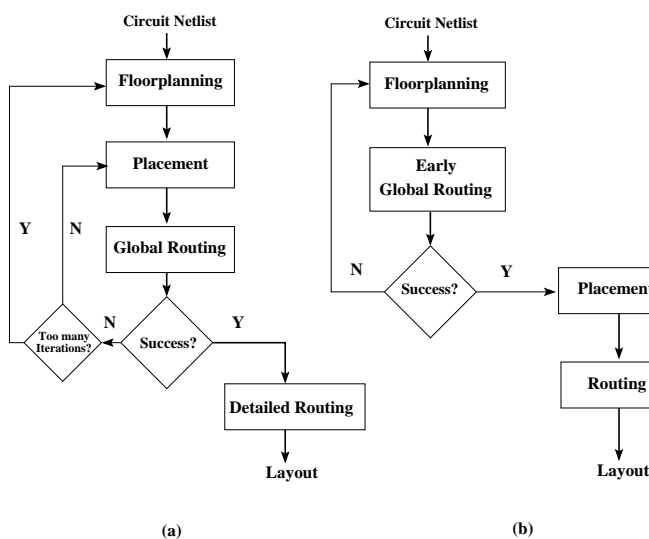 Circuit Netlist
Floorplanning
Placement
Global Routing
Y
N
Too many
Iterations?
N
Success?
Y
Detailed Routing
Layout
(a)
Circuit Netlist
Floorplanning
Early
Global Routing
N
Success?
Y
Placement
Routing
Layout
(b)